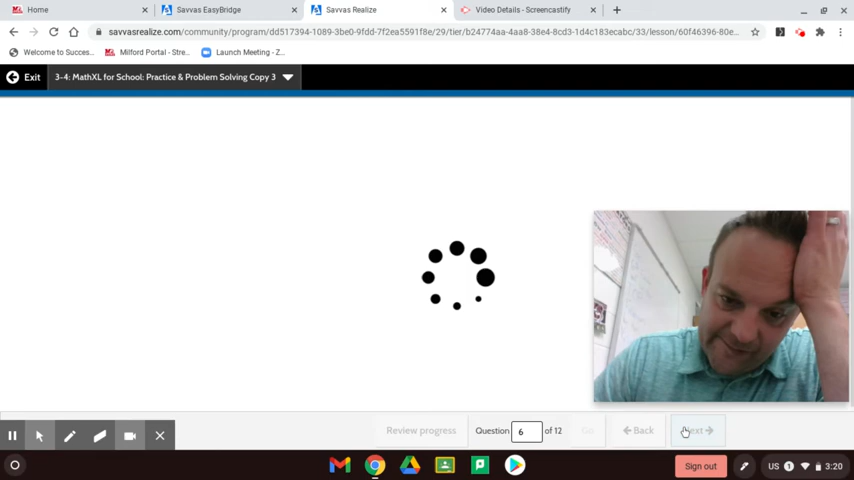 Home
Savvas EasyBridge
Savvas Realize
Video Details - Screencastify
savvasrealize.com/community/program/dd517394-1089-3be0-9fdd-7f2ea5591f8e/29/tier/b24774aa-4aa8-38e4-8cd3-1d4c183ecabc/33/lesson/60f46396-80e...
Welcome to Succes...
Milford Portal - Stre...
Launch Meeting - Z...
Exit
3-4: MathXL for School: Practice & Problem Solving Copy 3
Review progress
Question 6 of 12
Go
Back
Next
Sign out
US
1
3:20